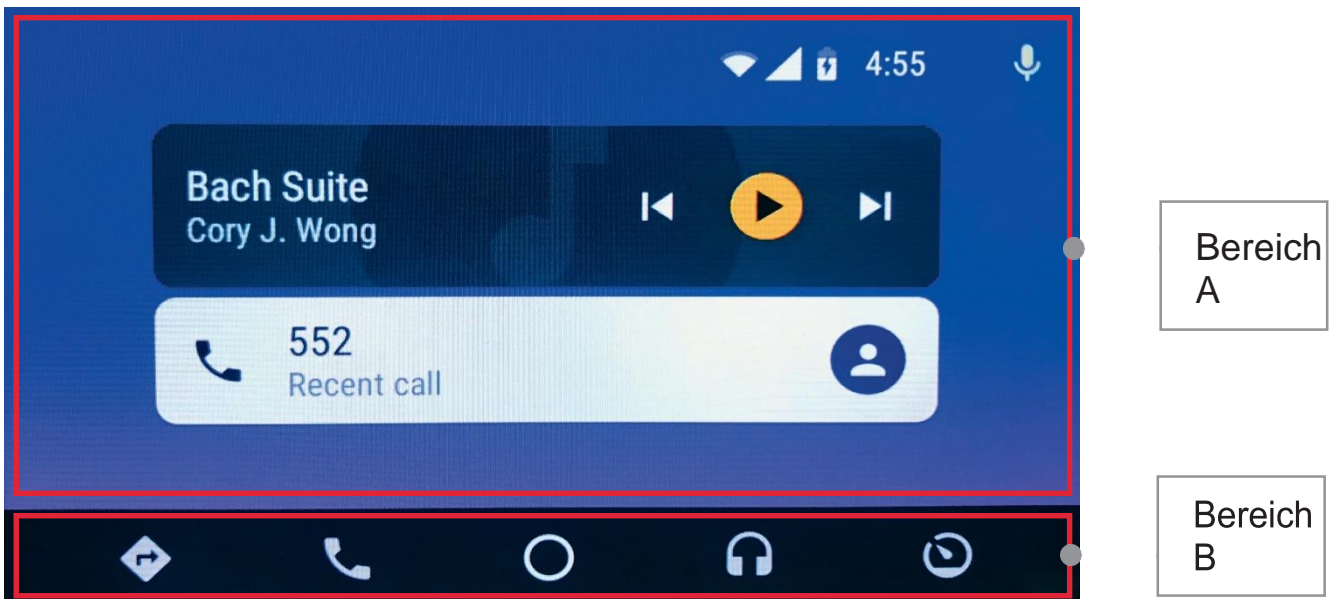 4:55
Bach Suite
Cory J. Wong
552
Recent call
Bereich
A
Bereich
B